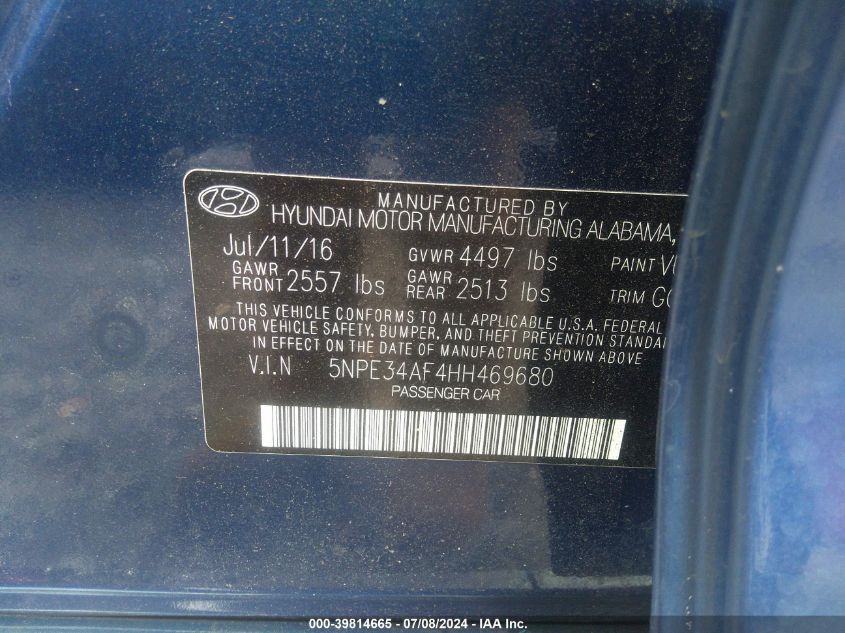 MANUFACTURED BY
HYUNDAI MOTOR MANUFACTURING ALABAMA,
Jul/11/16 GVWR 4497 lbs PAINT
GAWR FRONT 2557 lbs GAWR REAR 2513 lbs TRIM
THIS VEHICLE CONFORMS TO ALL APPLICABLE U.S.A. FEDERAL
MOTOR VEHICLE SAFETY, BUMPER, AND THEFT PREVENTION
IN EFFECT ON THE DATE OF MANUFACTURE SHOWN ABOVE
V.I.N 5NPE34AF4HH469680
PASSENGER CAR
000-39814665 - 07/08/2024 - IAA Inc.